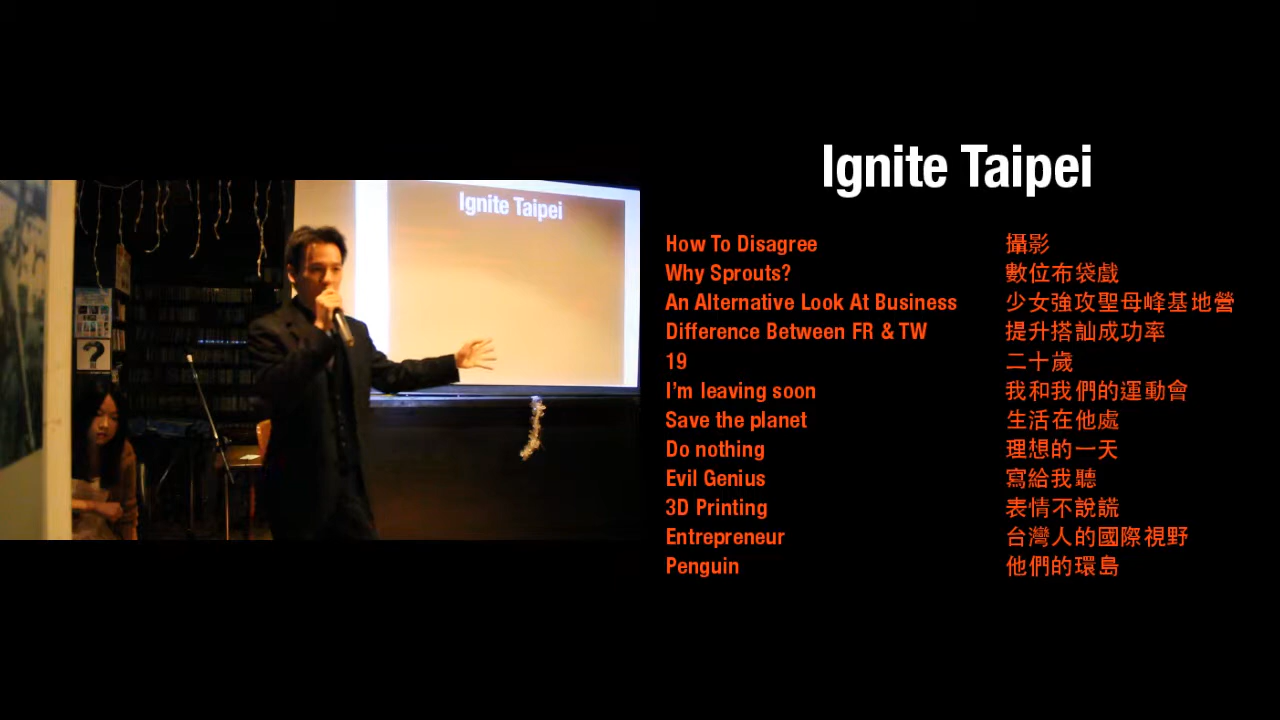 Ignite Taipei
Ignite Taipei
?
How To Disagree
Why Sprouts?
An Alternative Look At Business
Difference Between FR & TW
19
I'm leaving soon
Save the planet
Do nothing
Evil Genius
3D Printing
Entrepreneur
Penguin
攝影
數位布袋戲
少女強攻聖母峰基地營
提升搭訕成功率
二十歲
我和我們的運動會
生活在他處
理想的一天
寫給我聽
表情不說謊
台灣人的國際視野
他們的環島